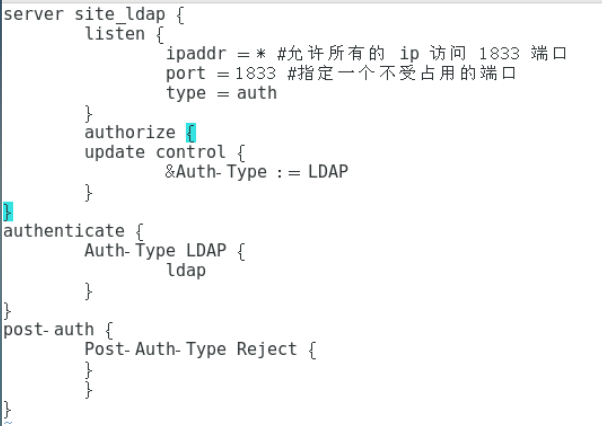 server site_ldap {
        listen {
                ipaddr = * #允许所有的 ip 访问 1833 端口
                port = 1833 #指定一个不受占用的端口
                type = auth
        }
        authorize {
        update control {
                &Auth-Type := LDAP
        }
}
authenticate {
        Auth-Type LDAP {
                ldap
        }
}
post-auth {
        Post-Auth-Type Reject {
        }
        }
}
~